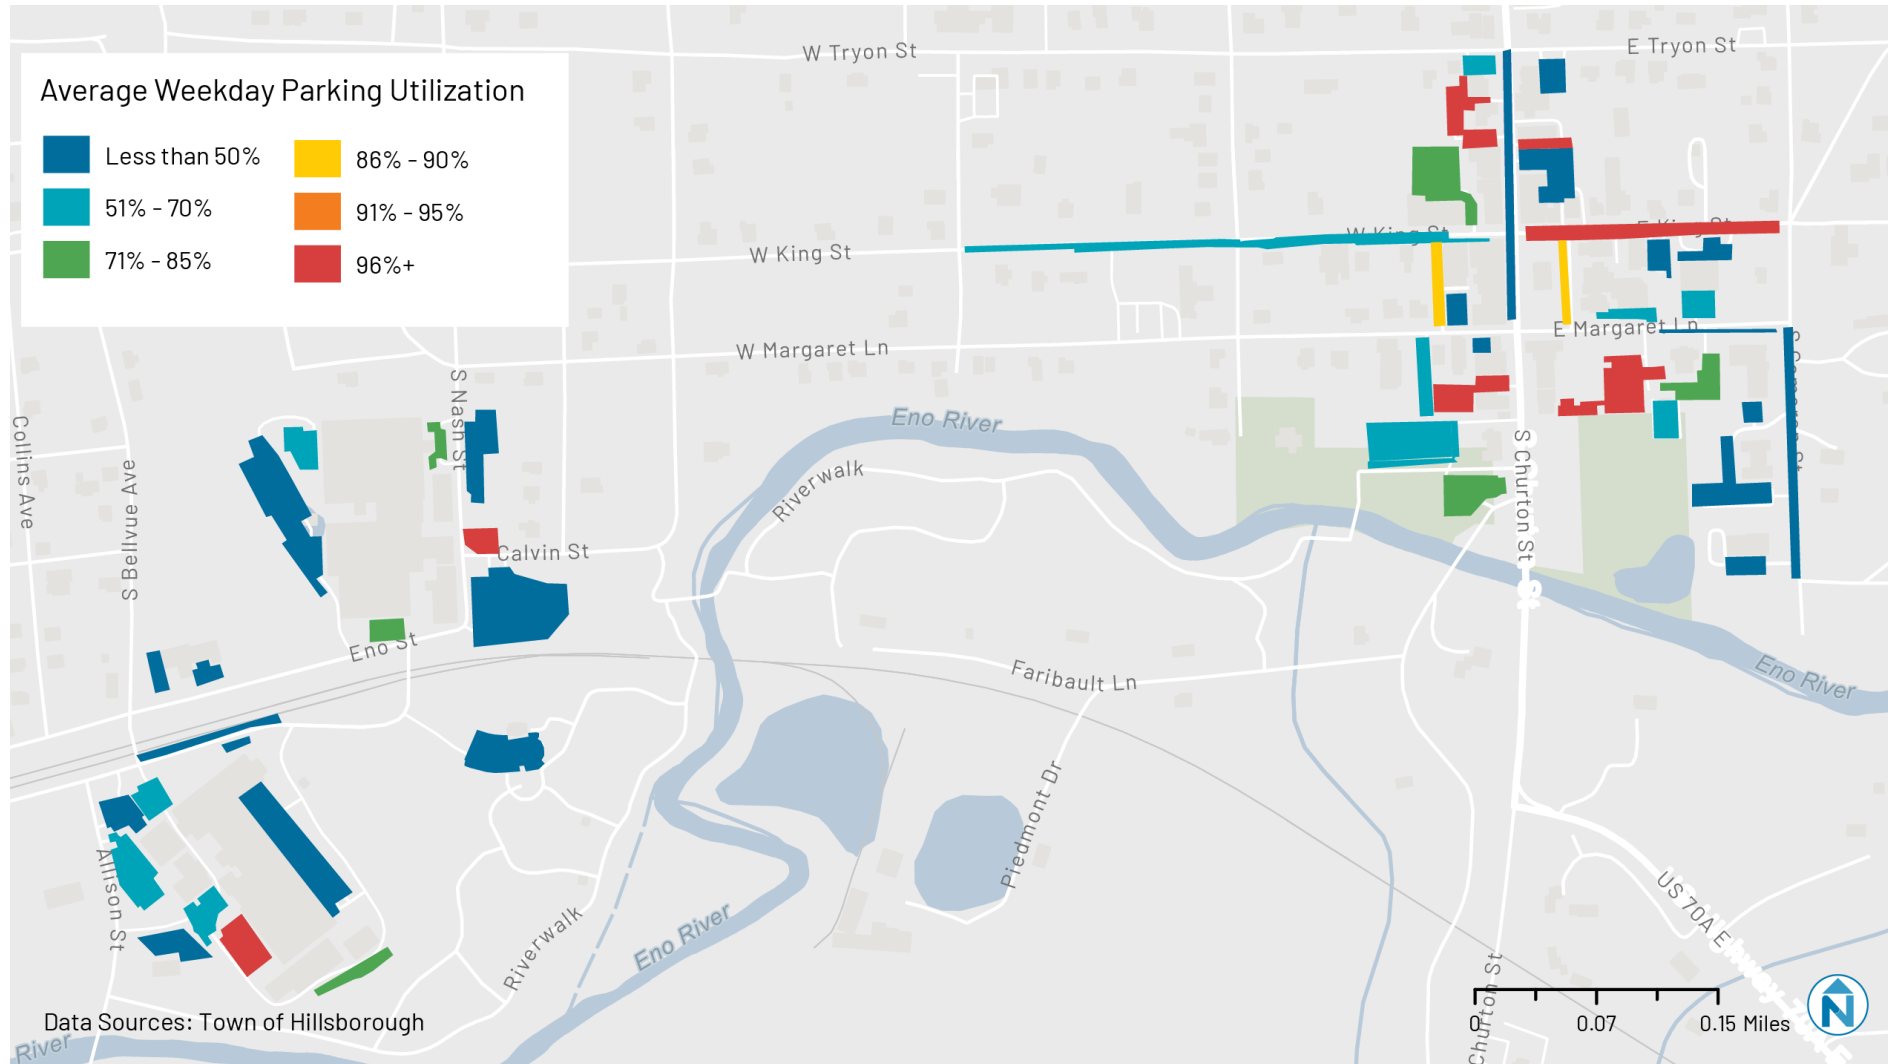 W Tryon St
E Tryon St
Average Weekday Parking Utilization
Less than 50%
86% - 90%
51% - 70%
91% - 95%
71% - 85%
96%+
W King St
W King St
E King St
W Margaret Ln
E Margaret Ln
S Nash St
Collins Ave
S Bellvue Ave
Eno River
Riverwalk
S Churton St
Calvin St
Eno St
Faribault Ln
Eno River
Piedmont Dr
Allison St
US 70A E
Riverwalk
Eno River
Churton St
Data Sources: Town of Hillsborough
River
0
0.07
0.15 Miles
N